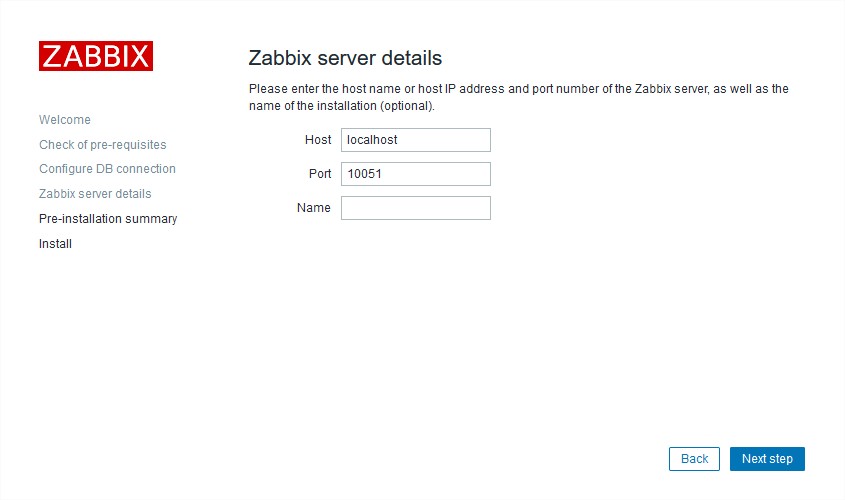 ZABBIX
Welcome
Check of pre-requisites
Configure DB connection
Zabbix server details
Pre-installation summary
Install
Zabbix server details
Please enter the host name or host IP address and port number of the Zabbix server, as well as the
name of the installation (optional).
Host localhost
Port 10051
Name
Back Next step